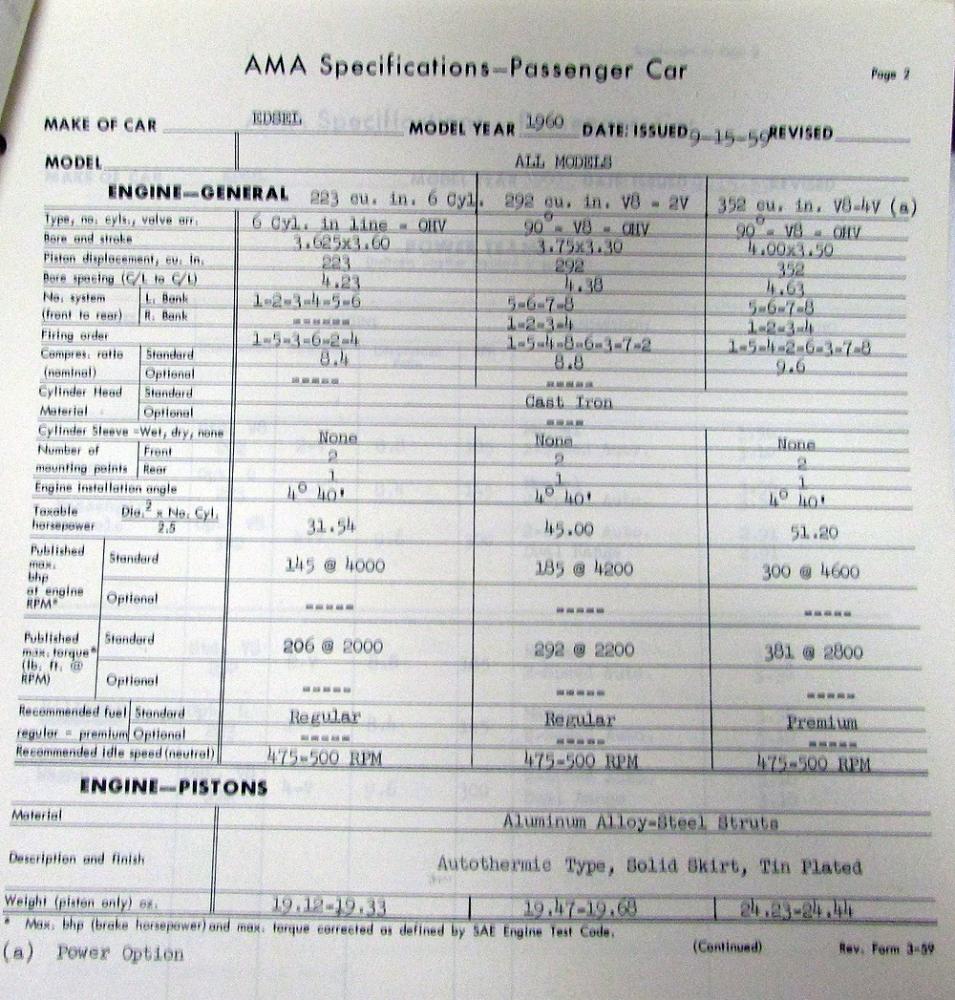 AMA Specifications—Passenger Car Page 2
MAKE OF CAR EDSEL MODEL YEAR 1960 DATE: ISSUED 9-15-59 REVISED
MODEL ALL MODELS
ENGINE—GENERAL 223 cu. in. 6 Cyl. 292 cu. in. V8 - 2V 352 cu. in. V8-4V (a)
Type, no. cyls., valve arr. 6 Cyl. in line - OHV 90° - V8 - OHV 90° - V8 - OHV
Bore and stroke 3.625x3.60 3.75x3.30 4.00x3.50
Piston displacement, cu. in. 223 292 352
Bore spacing (C/L to C/L) 4.23 4.38 4.63
No. system L. Bank 1-2-3-4-5-6 5-6-7-8 5-6-7-8
(front to rear) R. Bank ------ 1-2-3-4 1-2-3-4
Firing order 1-5-3-6-2-4 1-5-4-8-6-3-7-2 1-5-4-2-6-3-7-8
Compres. ratio Standard 8.4 8.8 9.6
(nominal) Optional ----- -----
Cylinder Head Standard Cast Iron
Material Optional ----
Cylinder Sleeve -Wet, dry, none None None None
Number of Front 2 2 2
mounting points Rear 1 1 1
Engine installation angle 4° 40' 4° 40' 4° 40'
Taxable horsepower Dia.² x No. Cyl. 2.5 31.54 45.00 51.20
Published max. bhp at engine RPM* Standard 145 @ 4000 185 @ 4200 300 @ 4600
Optional ----- ----- -----
Published max. torque* (lb. ft. @ RPM) Standard 206 @ 2000 292 @ 2200 381 @ 2800
Optional ----- ----- -----
Recommended fuel Standard Regular Regular Premium
regular - premium Optional ----- ----- -----
Recommended idle speed (neutral) 475-500 RPM 475-500 RPM 475-500 RPM
ENGINE—PISTONS
Material Aluminum Alloy-Steel Struts
Description and finish Autothermic Type, Solid Skirt, Tin Plated
Weight (piston only) oz. 19.12-19.33 19.47-19.68 24.23-24.44
* Max. bhp (brake horsepower) and max. torque corrected as defined by SAE Engine Test Code.
(Continued) Rev. Form 3-59
(a) Power Option